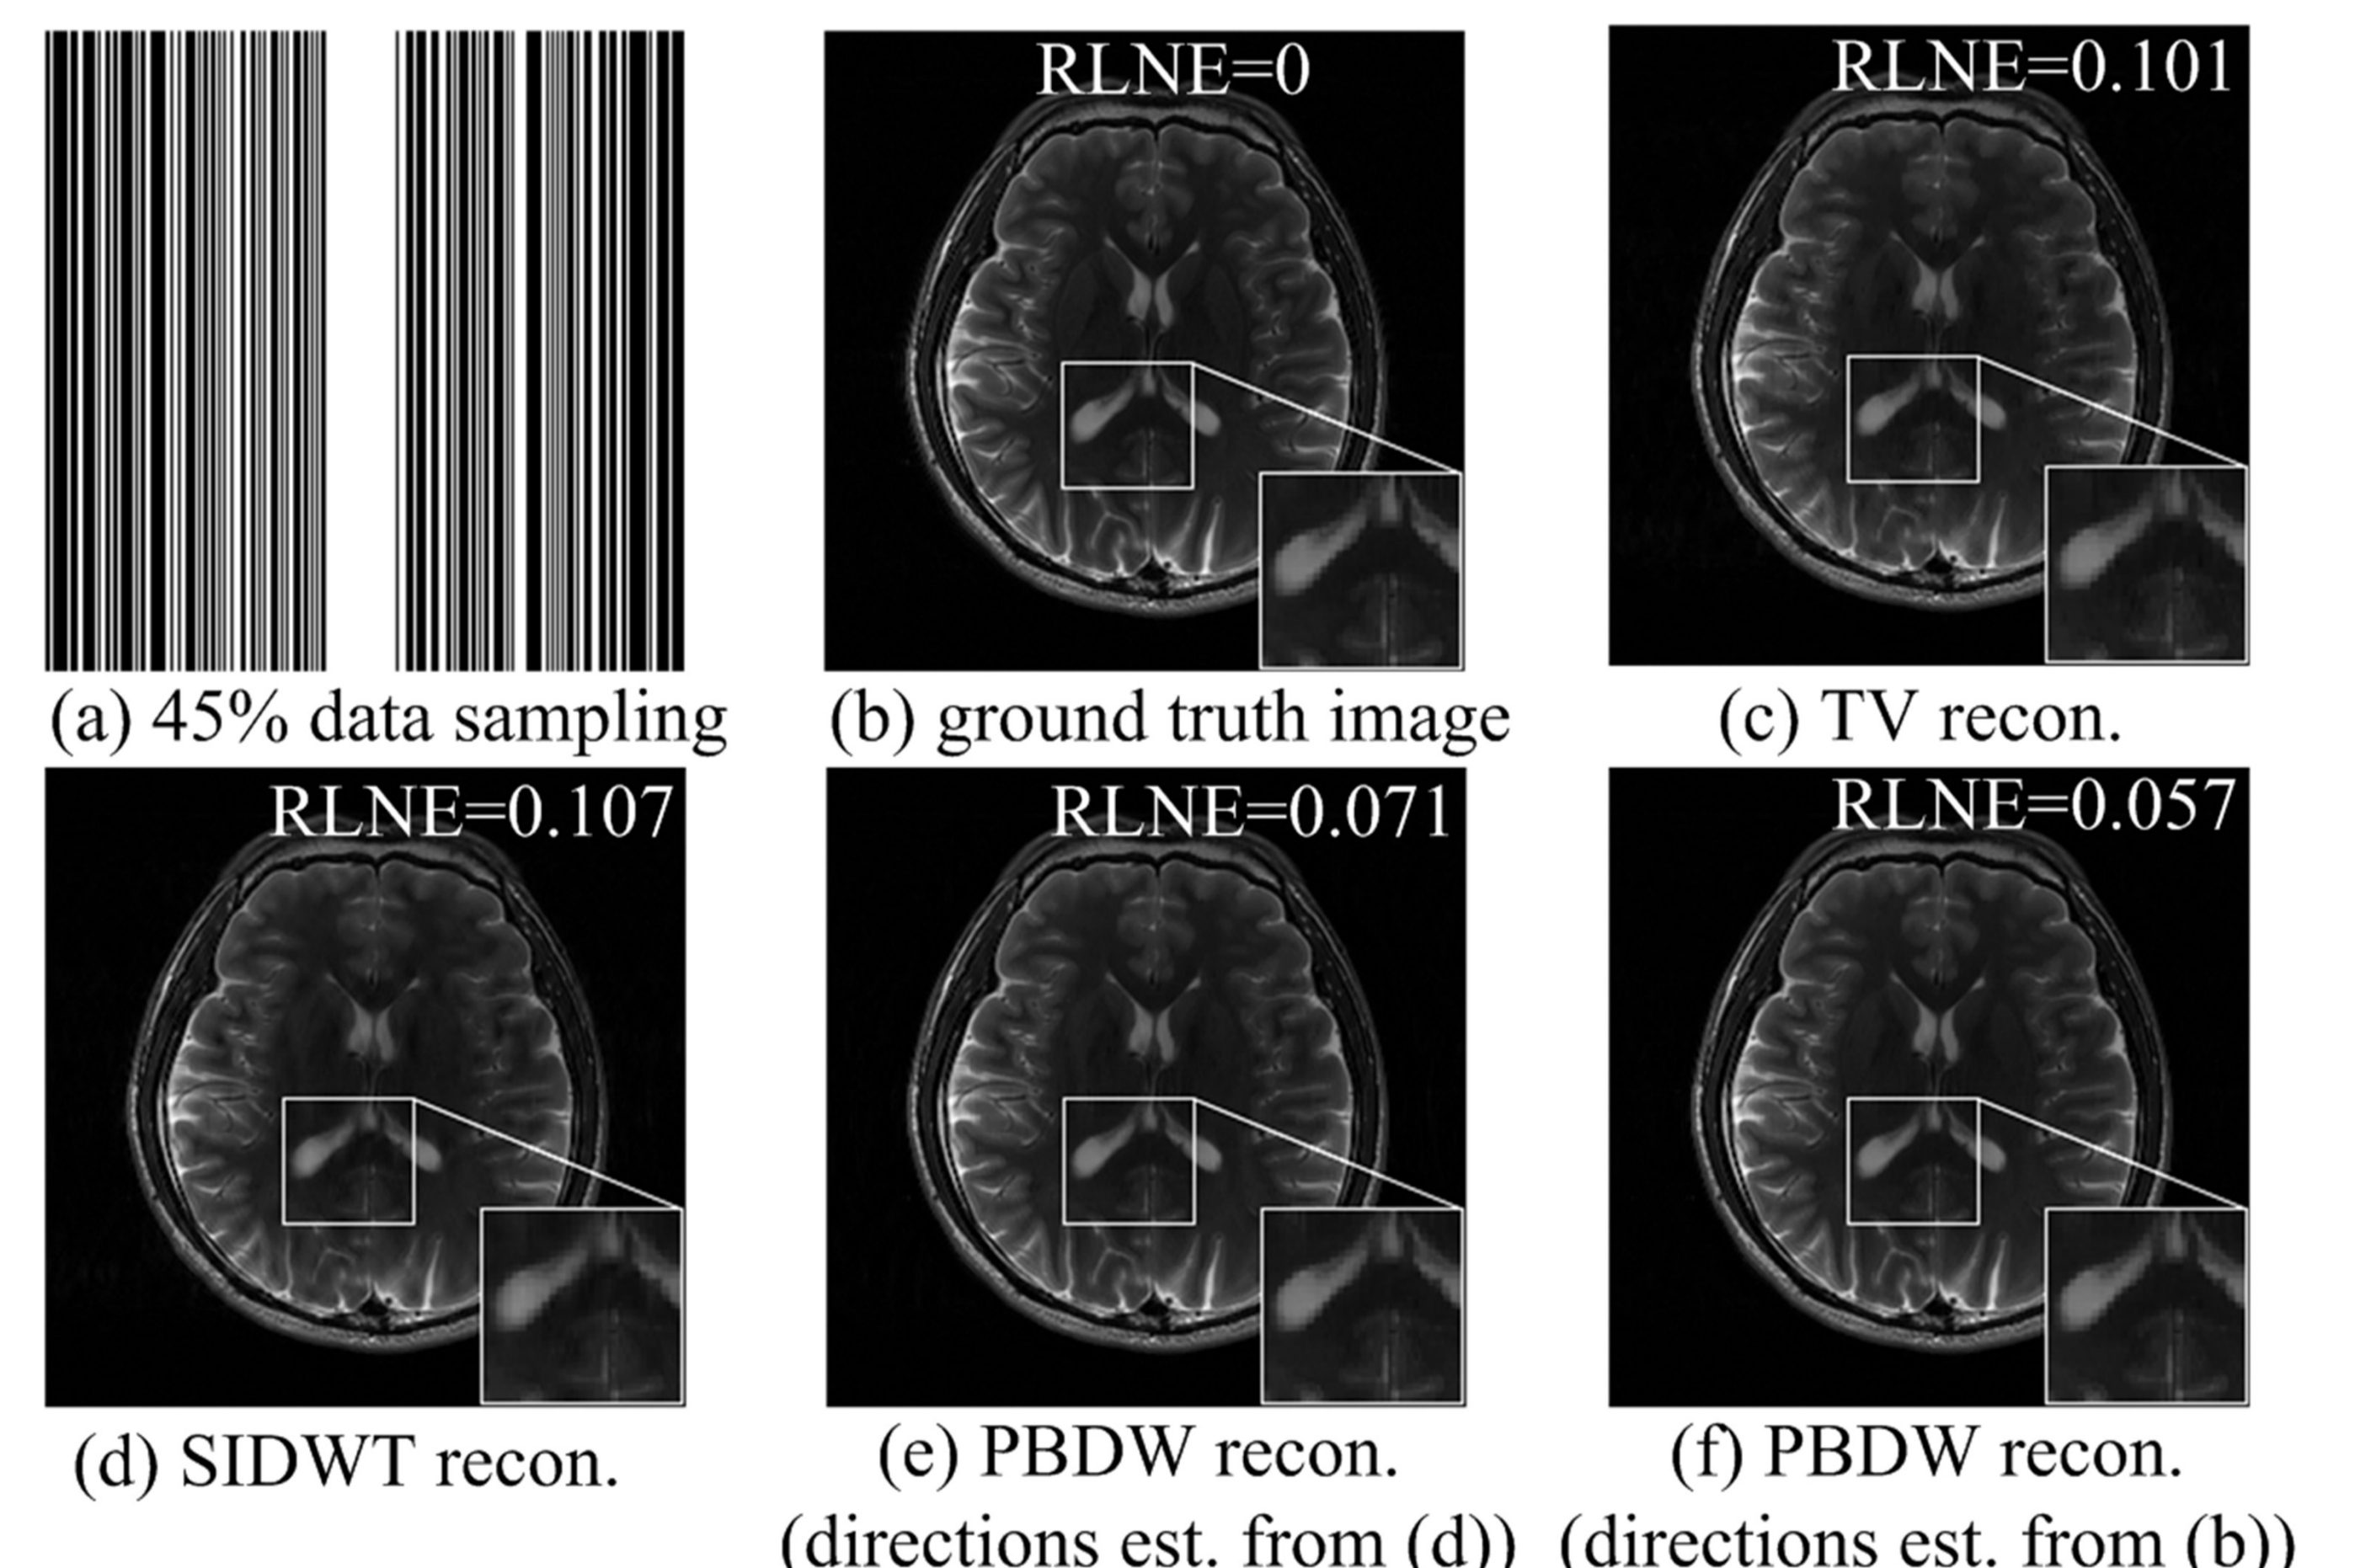 RLNE=0
RLNE=0.101
(a) 45% data sampling
(b) ground truth image
(c) TV recon.
RLNE=0.107
RLNE=0.071
RLNE=0.057
(d) SIDWT recon.
(e) PBDW recon.
(directions est. from (d))
(f) PBDW recon.
(directions est. from (b))